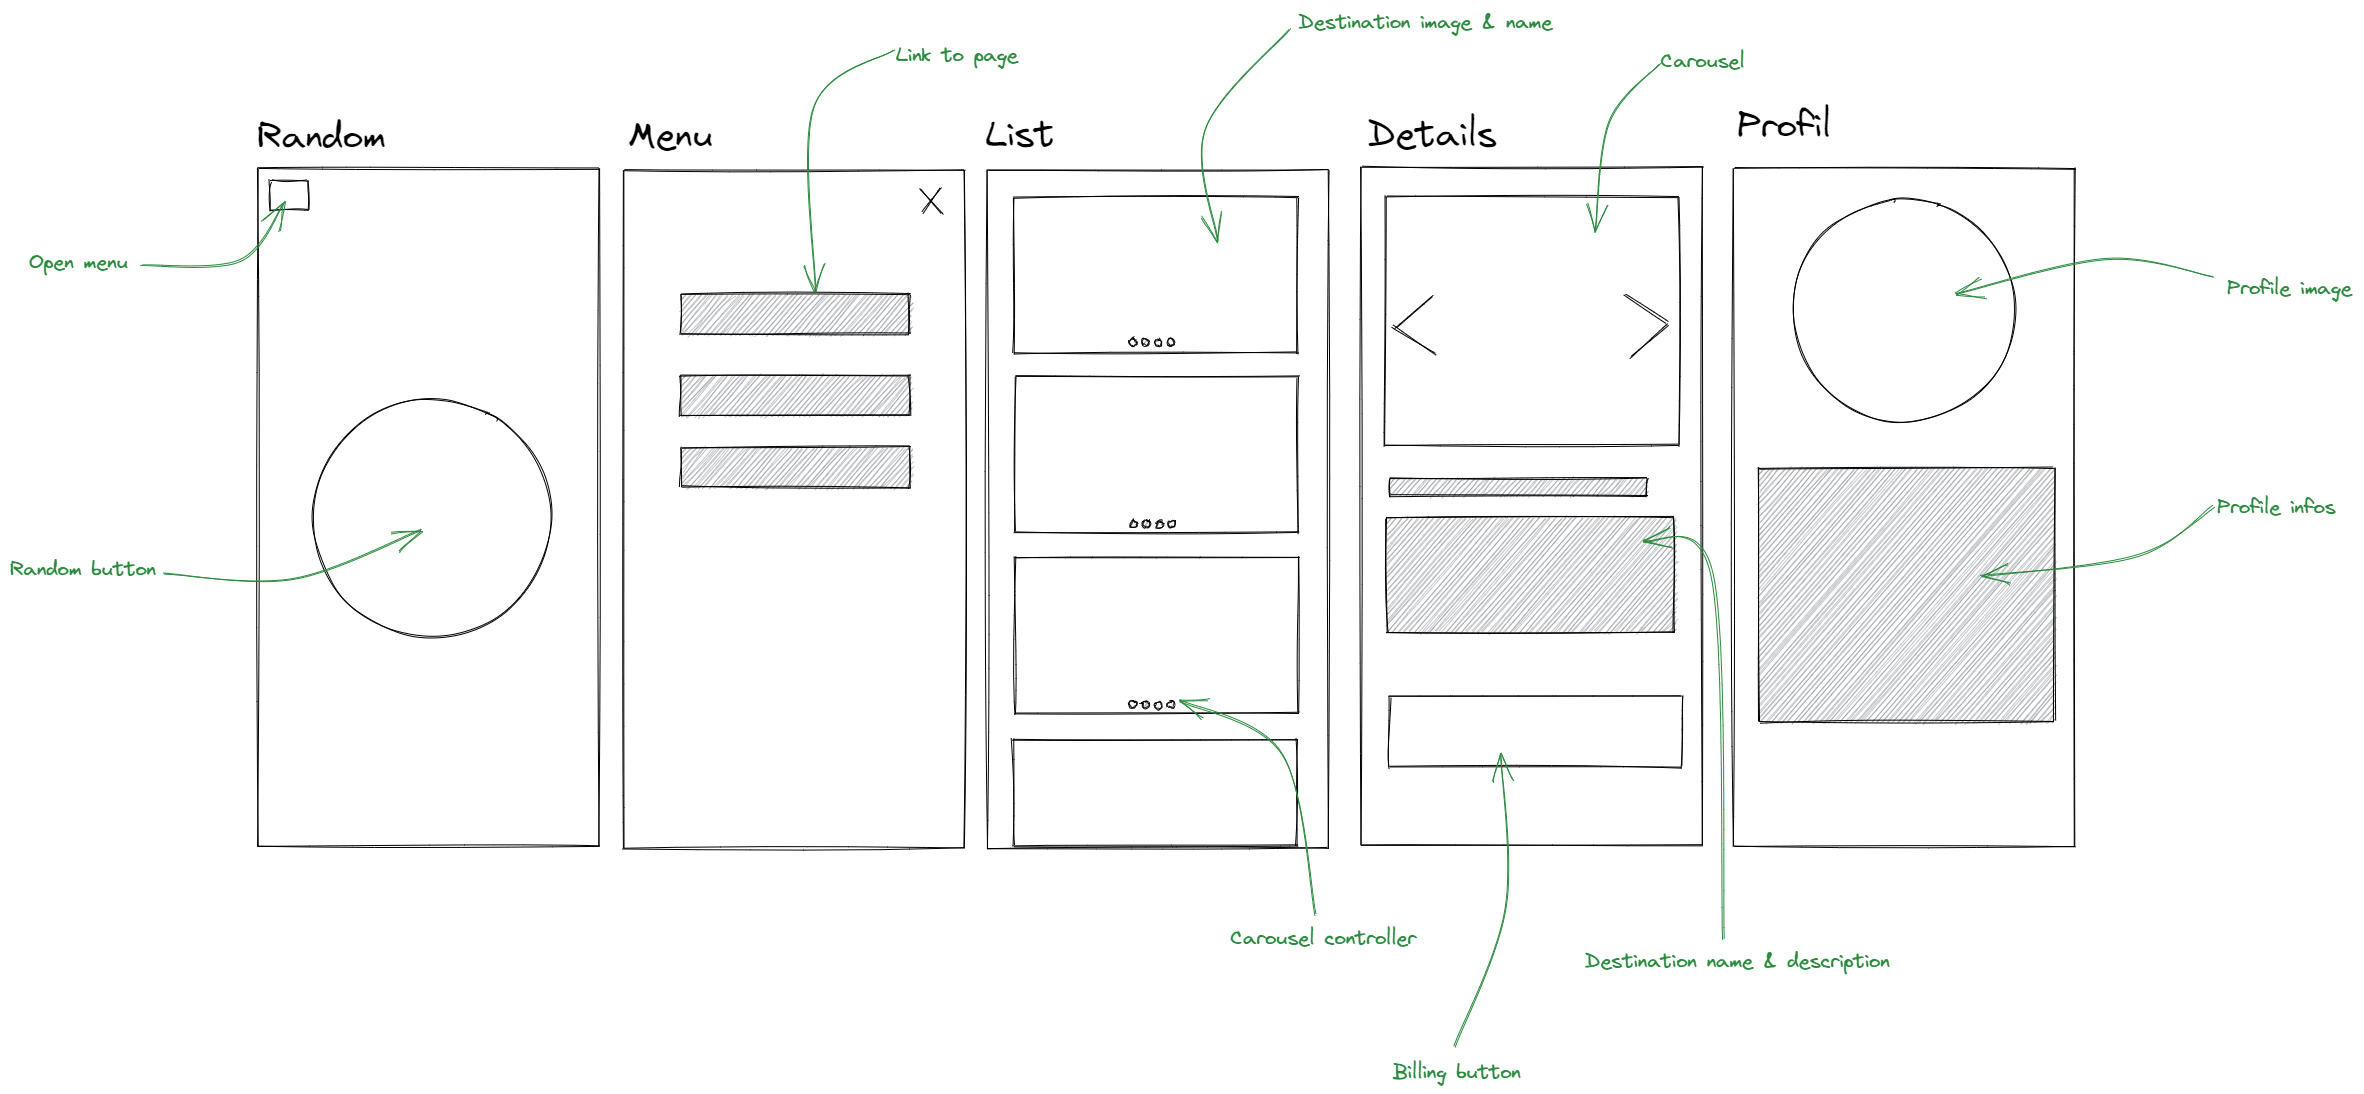 Destination image & name
Link to page
Carousel
Random
Menu
List
Details
Profil
Open menu
Profile image
Random button
Profile infos
Carousel controller
Destination name & description
Billing button